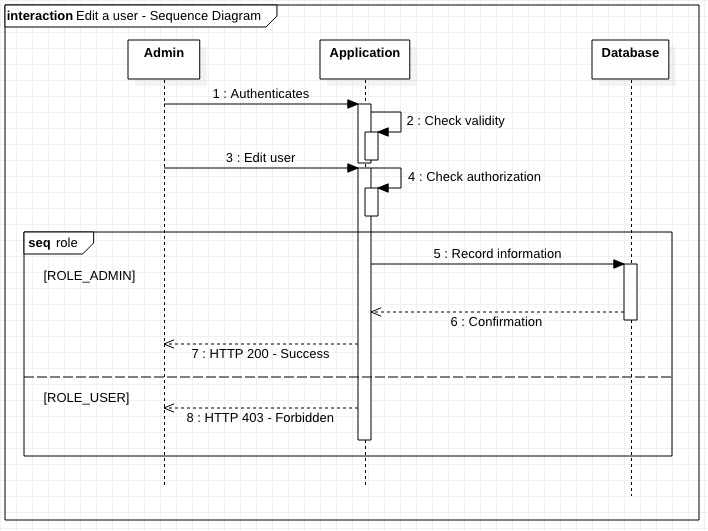 interaction Edit a user - Sequence Diagram
Admin
Application
Database
1 : Authenticates
2 : Check validity
3 : Edit user
4 : Check authorization
seq role
5 : Record information
[ROLE_ADMIN]
6 : Confirmation
7 : HTTP 200 - Success
[ROLE_USER]
8 : HTTP 403 - Forbidden